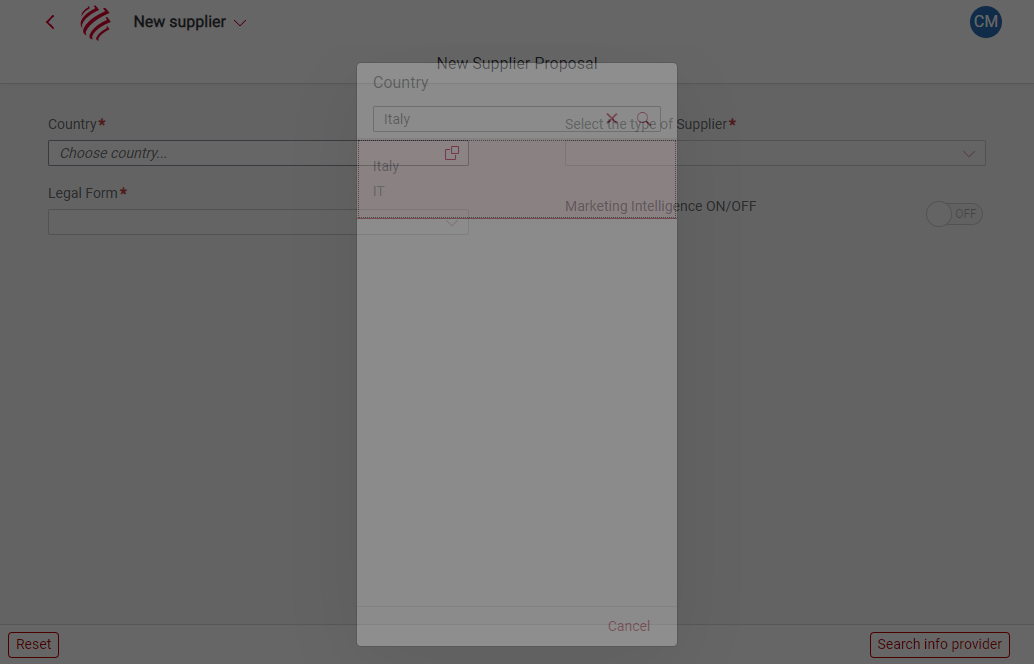 New supplier
CM
New Supplier Proposal
Country
Italy
Country*
Select the type of Supplier*
Choose country...
Italy
IT
Legal Form*
Marketing Intelligence ON/OFF
OFF
Cancel
Reset
Search info provider